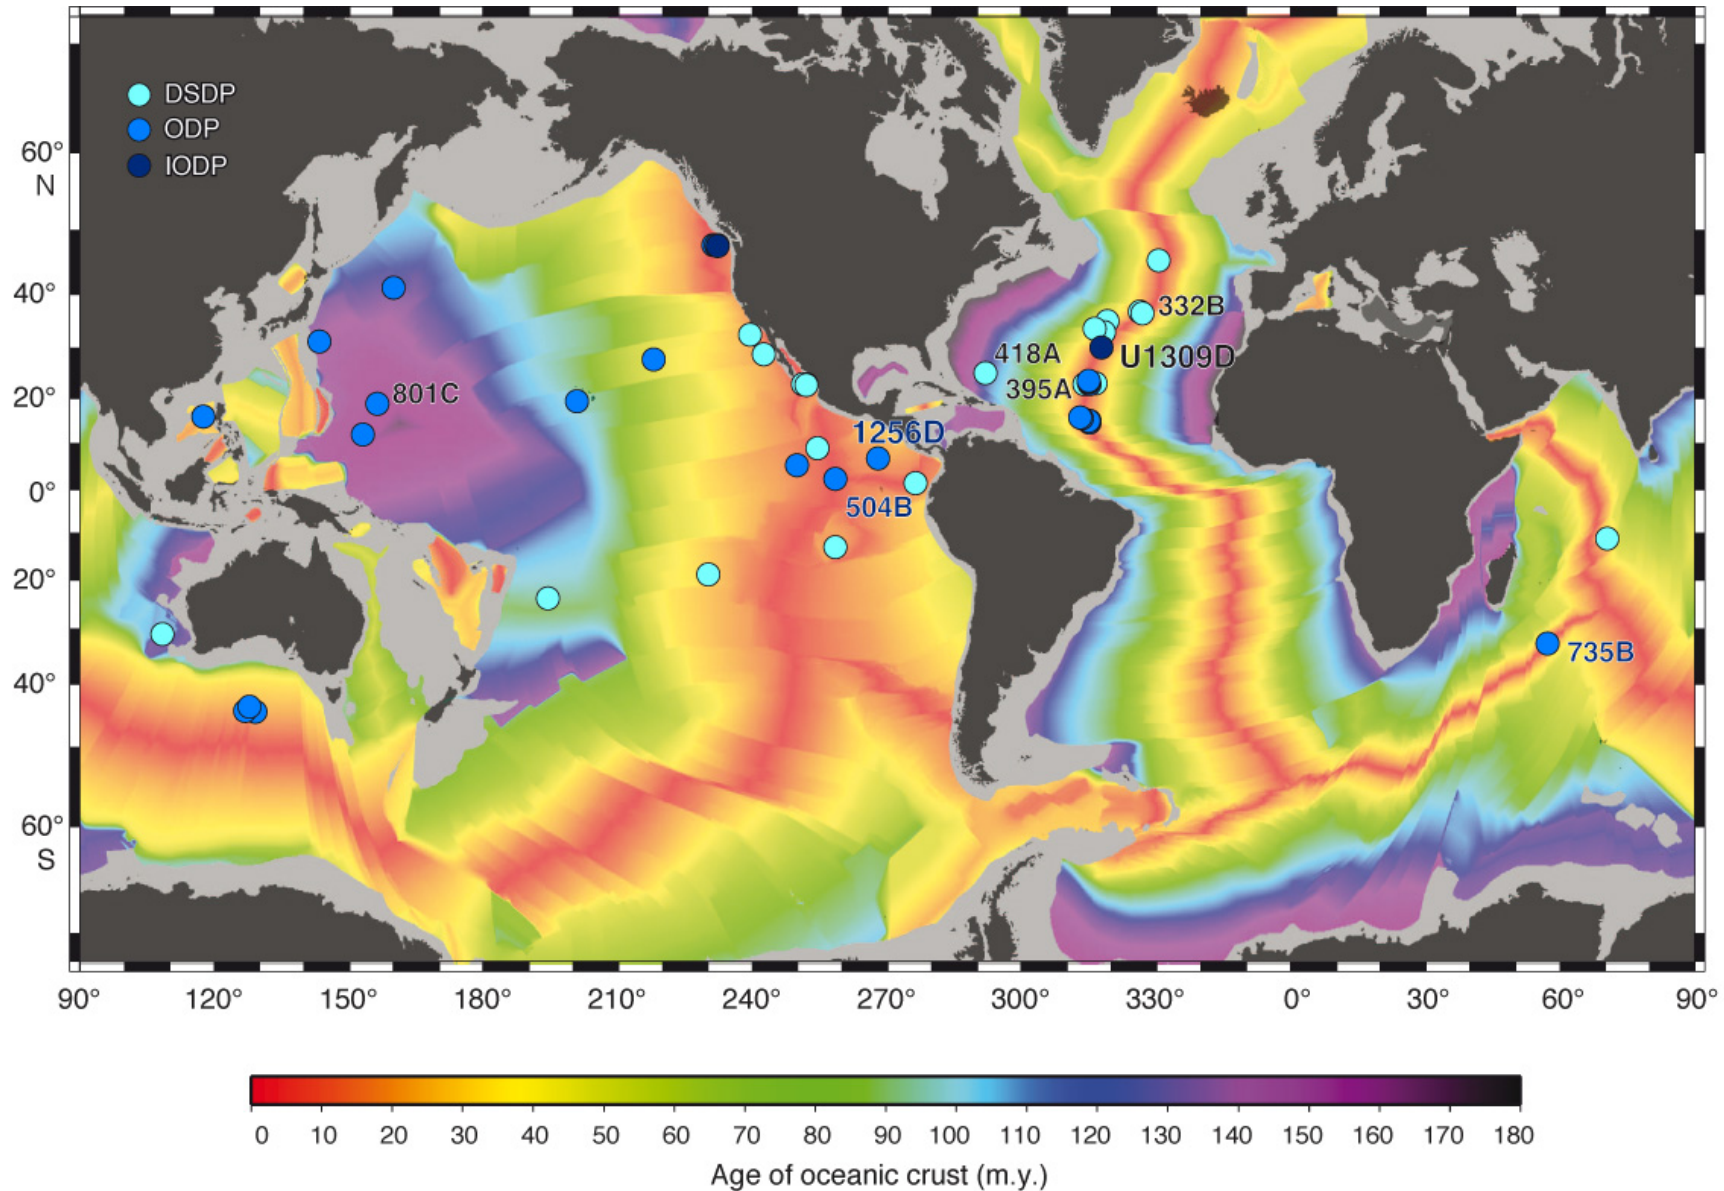 DSDP
ODP
IODP
60°
N
40°
20°
0°
20°
40°
60°
S
332B
418A
U1309D
395A
801C
1256D
504B
735B
90° 120° 150° 180° 210° 240° 270° 300° 330° 0° 30° 60° 90°
0 10 20 30 40 50 60 70 80 90 100 110 120 130 140 150 160 170 180
Age of oceanic crust (m.y.)